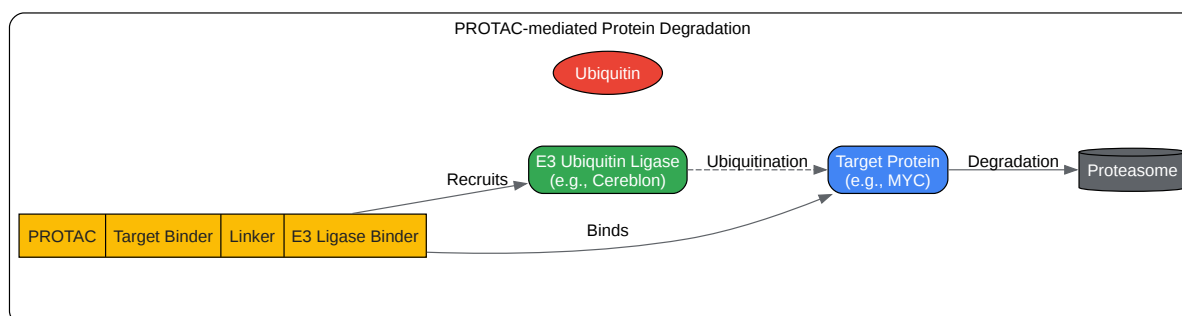 PROTAC-mediated Protein Degradation
Ubiquitin
E3 Ubiquitin Ligase
(e.g., Cereblon)
Ubiquitination
Target Protein
(e.g., MYC)
Degradation
Proteasome
Recruits
PROTAC
Target Binder
Linker
E3 Ligase Binder
Binds